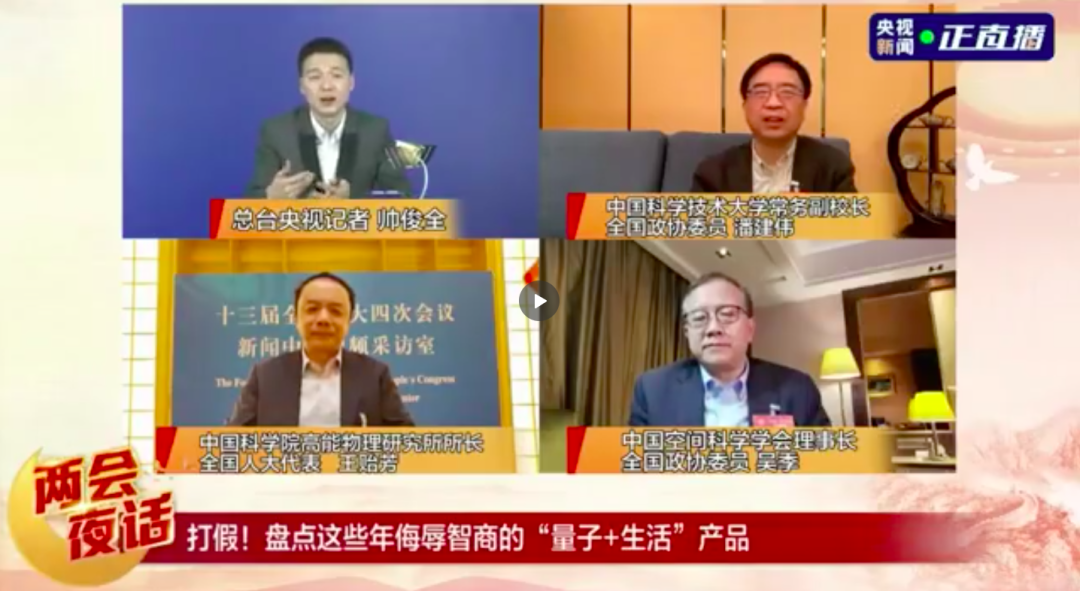 央视
新闻
正直播
总台央视记者 帅俊全
中国科学技术大学常务副校长
全国政协委员 潘建伟
十三届全 大四次会议
新闻中 频采访室
The Fo ple's Congress
nter
中国科学院高能物理研究所所长
全国人大代表 王贻芳
中国空间科学学会理事长
全国政协委员 吴季
两会
夜话
打假！盘点这些年侮辱智商的“量子+生活”产品